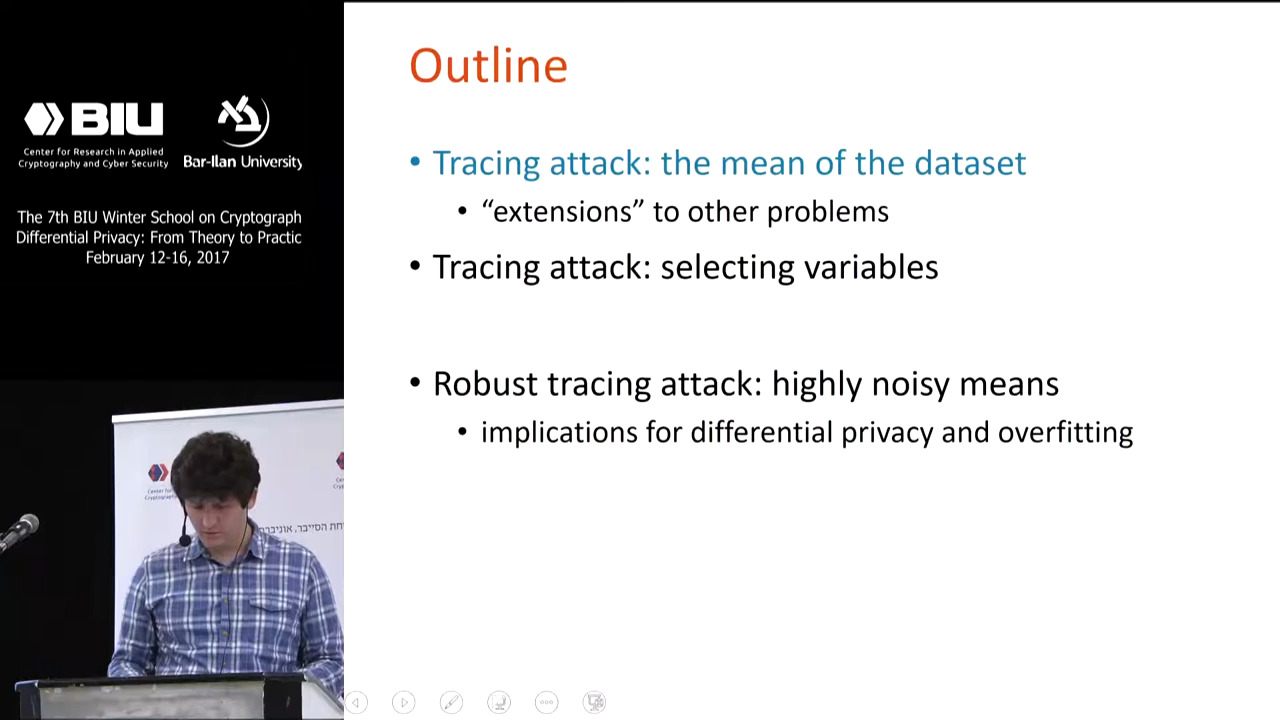 BIU
Center for Research in Applied
Cryptography and Cyber Security
Bar-Ilan University
The 7th BIU Winter School on Cryptograph
Differential Privacy: From Theory to Practic
February 12-16, 2017
Outline
• Tracing attack: the mean of the dataset
• “extensions” to other problems
• Tracing attack: selecting variables
• Robust tracing attack: highly noisy means
• implications for differential privacy and overfitting